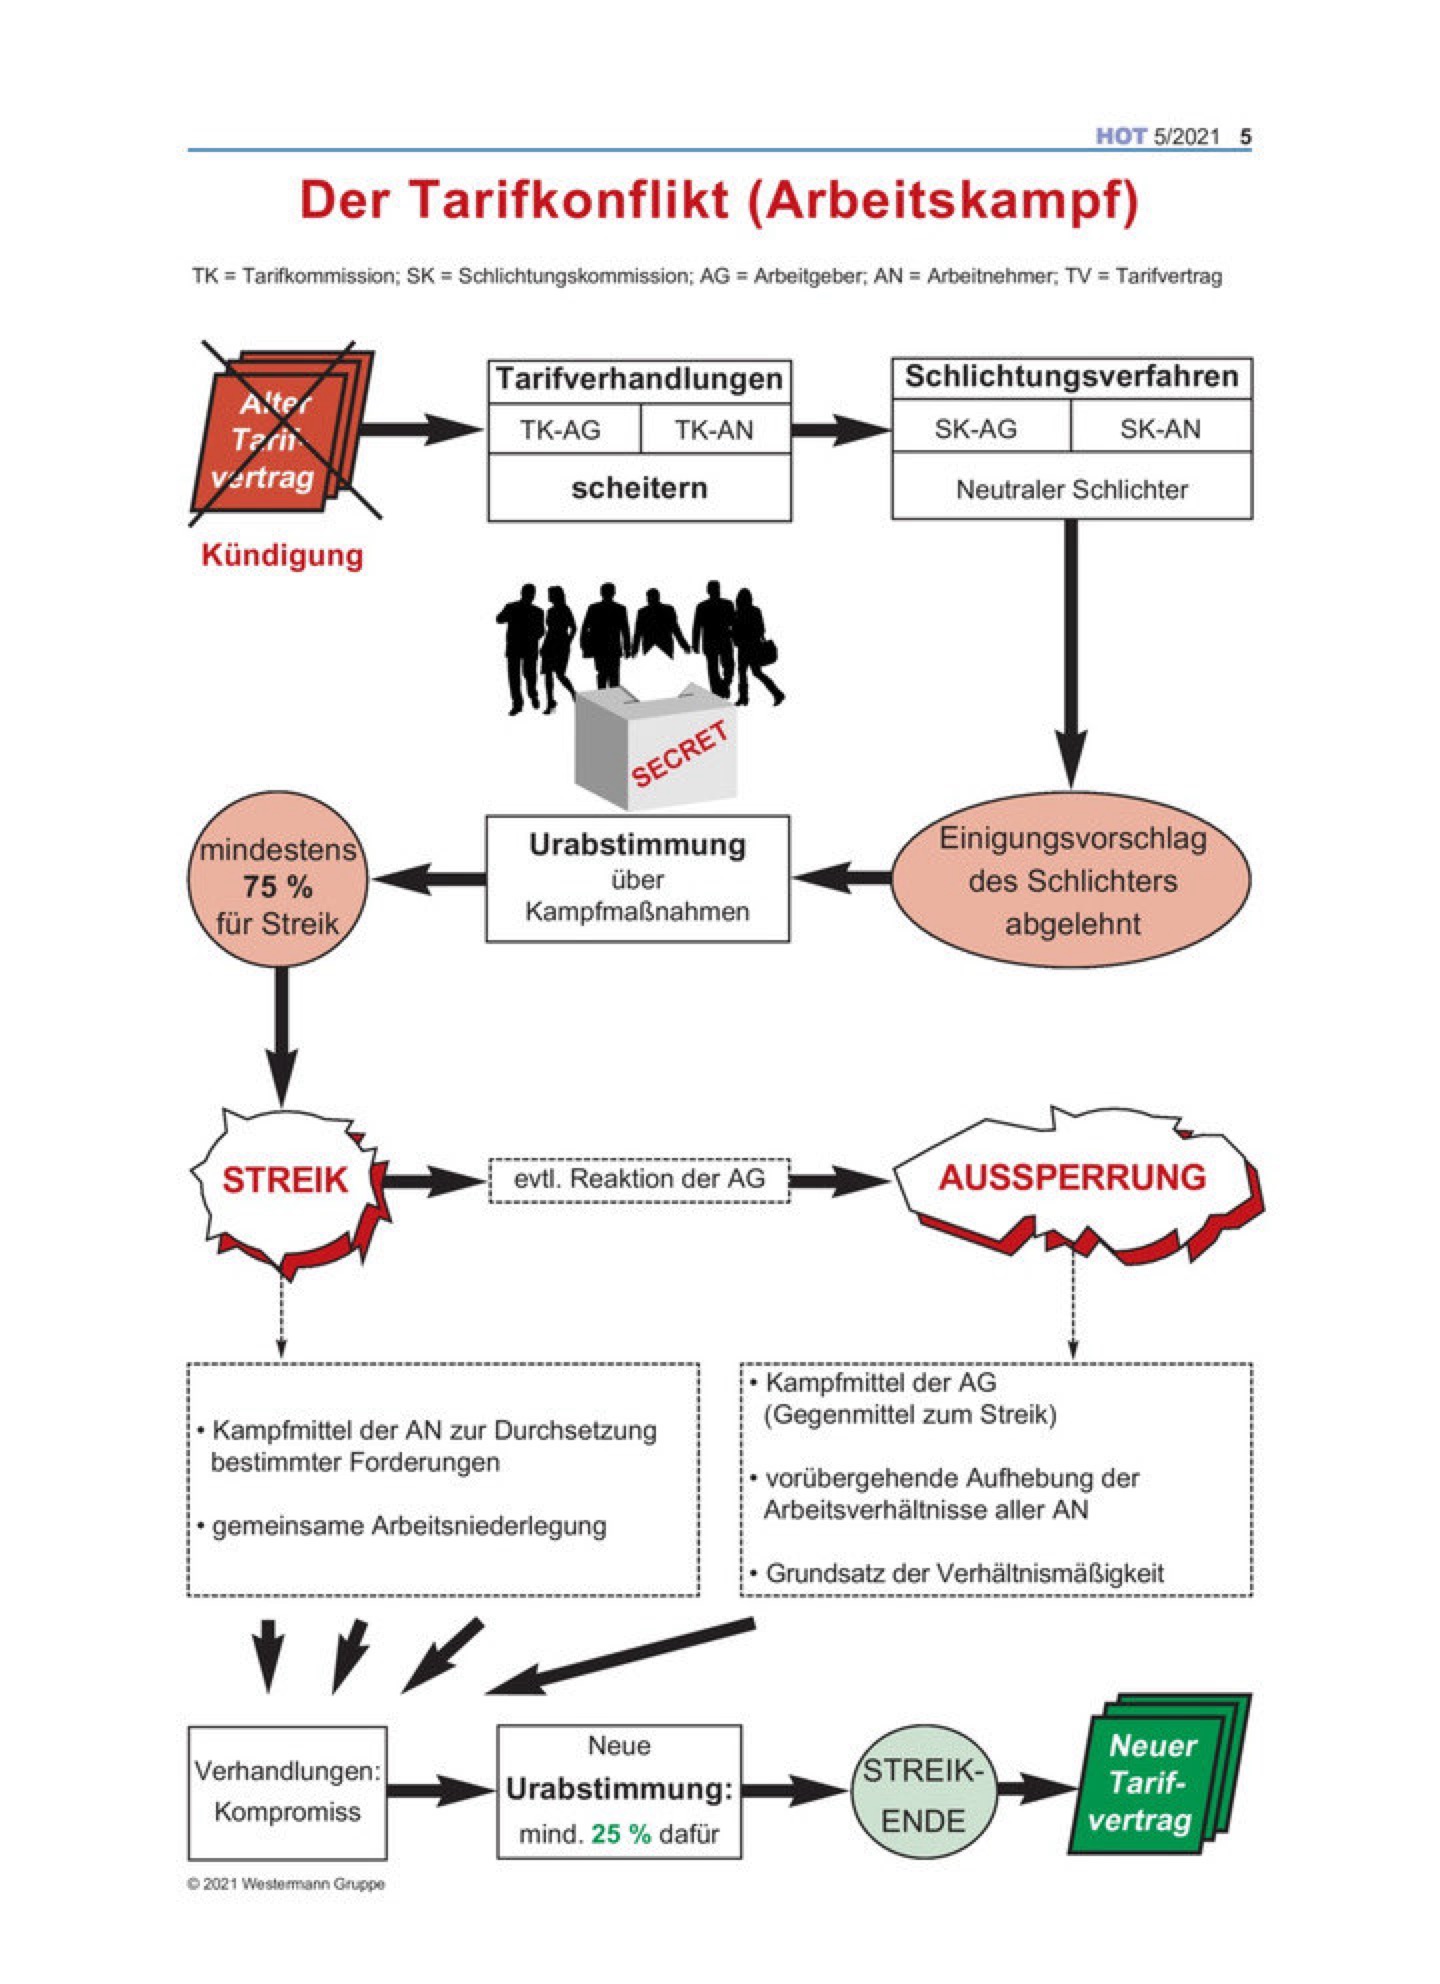 HOT 5/2021 5
Der Tarifkonflikt (Arbeitskampf)
TK = Tarifkommission; SK = Schlichtungskommission; AG = Arbeitgeber; AN = Arbeitnehmer; TV = Tarifvertrag
Alter
Tarif-
vertrag
Kündigung
Tarifverhandlungen
TK-AG TK-AN
scheitern
Schlichtungsverfahren
SK-AG SK-AN
Neutraler Schlichter
SECRET
Einigungsvorschlag
des Schlichters
abgelehnt
Urabstimmung
über
Kampfmaßnahmen
mindestens
75 %
für Streik
STREIK
evtl. Reaktion der AG
AUSSPERRUNG
• Kampfmittel der AN zur Durchsetzung
bestimmter Forderungen
• gemeinsame Arbeitsniederlegung
• Kampfmittel der AG
(Gegenmittel zum Streik)
• vorübergehende Aufhebung der
Arbeitsverhältnisse aller AN
• Grundsatz der Verhältnismäßigkeit
Verhandlungen:
Kompromiss
Neue
Urabstimmung:
mind. 25 % dafür
STREIK-
ENDE
Neuer
Tarif-
vertrag
© 2021 Westermann Gruppe